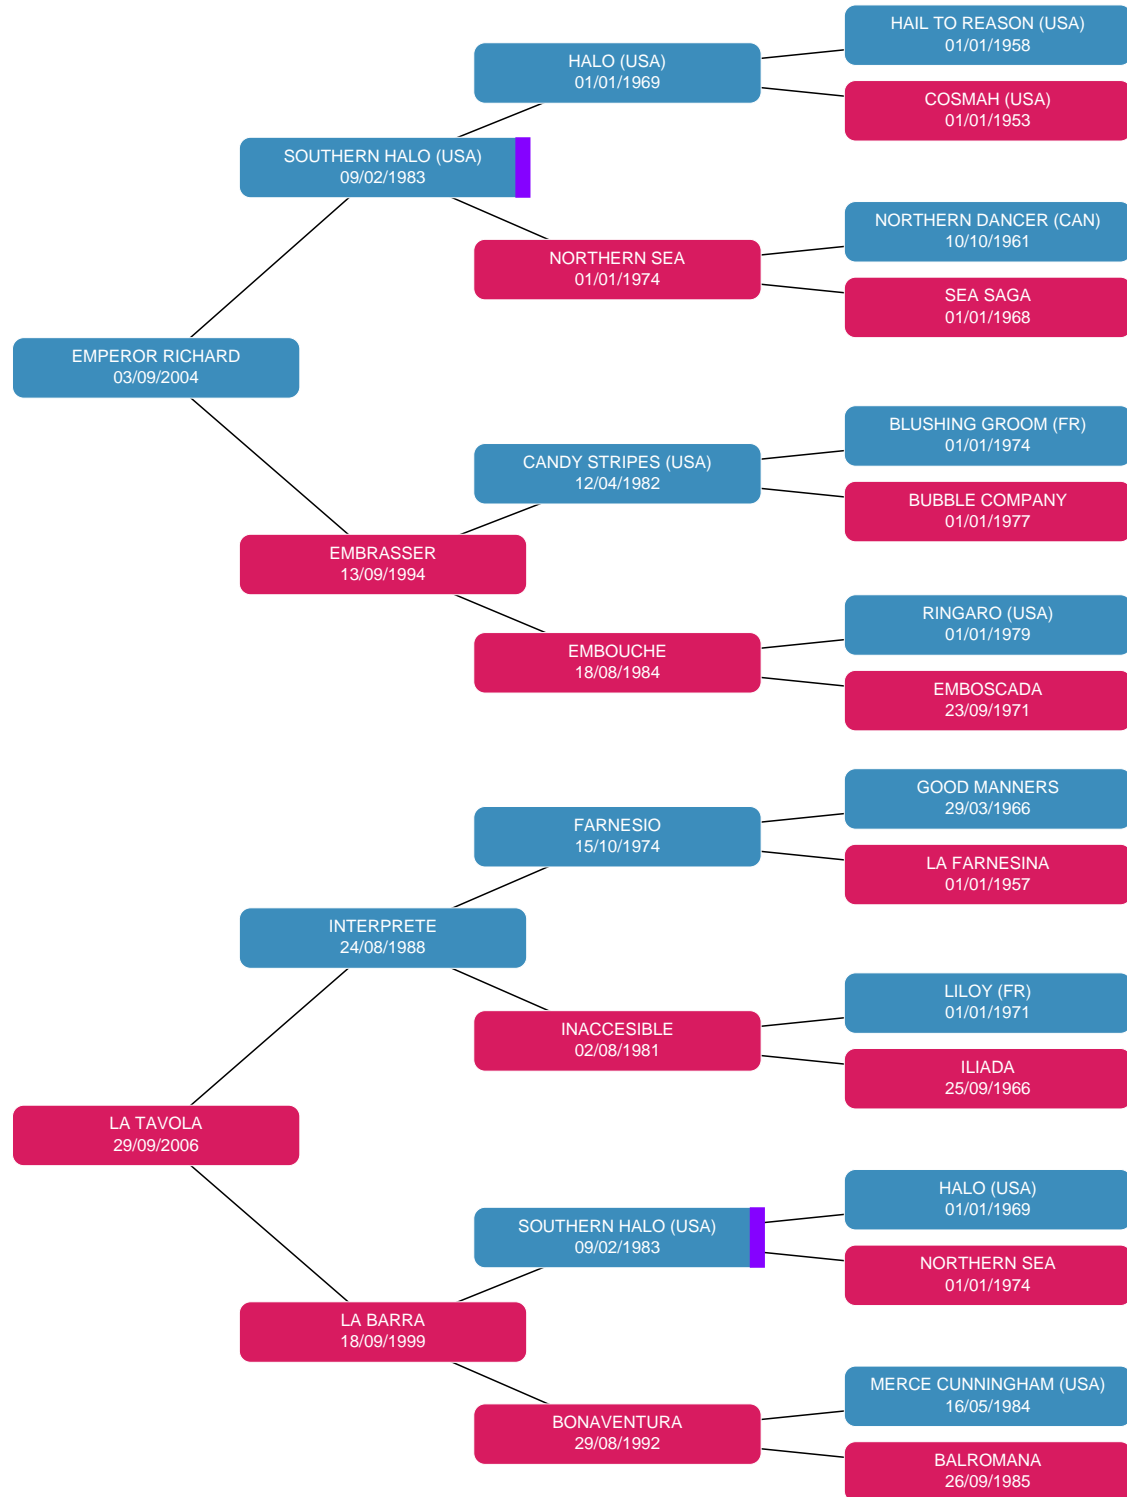 HAIL TO REASON (USA)
01/01/1958
HALO (USA)
01/01/1969
COSMAH (USA)
01/01/1953
SOUTHERN HALO (USA)
09/02/1983
NORTHERN DANCER (CAN)
10/10/1961
NORTHERN SEA
01/01/1974
SEA SAGA
01/01/1968
EMPEROR RICHARD
03/09/2004
BLUSHING GROOM (FR)
01/01/1974
CANDY STRIPES (USA)
12/04/1982
BUBBLE COMPANY
01/01/1977
EMBRASSER
13/09/1994
RINGARO (USA)
01/01/1979
EMBOUCHE
18/08/1984
EMBOSCADA
23/09/1971
GOOD MANNERS
29/03/1966
FARNESIO
15/10/1974
LA FARNESINA
01/01/1957
INTERPRETE
24/08/1988
LILOY (FR)
01/01/1971
INACCESIBLE
02/08/1981
ILIADA
25/09/1966
LA TAVOLA
29/09/2006
HALO (USA)
01/01/1969
SOUTHERN HALO (USA)
09/02/1983
NORTHERN SEA
01/01/1974
LA BARRA
18/09/1999
MERCE CUNNINGHAM (USA)
16/05/1984
BONAVENTURA
29/08/1992
BALROMANA
26/09/1985